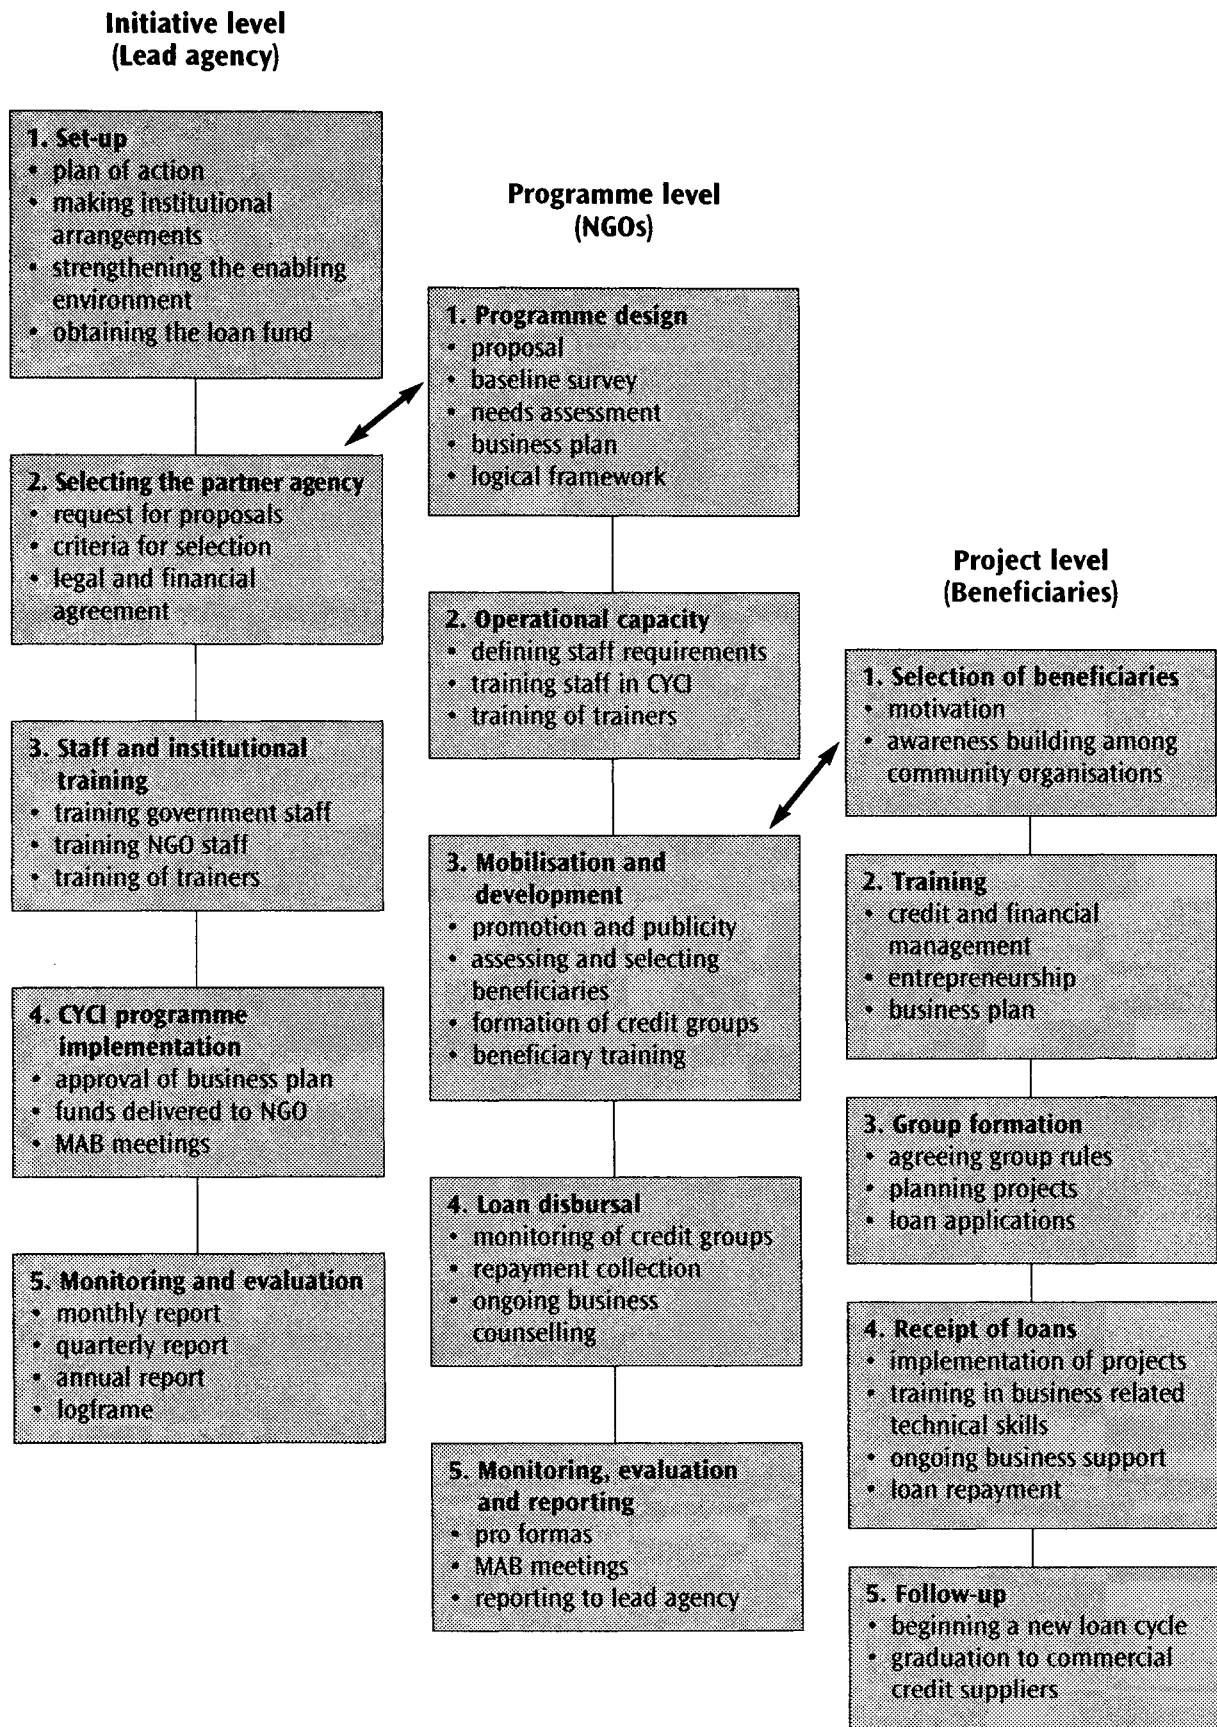 Initiative level
(Lead agency)
1. Set-up
• plan of action
• making institutional
arrangements
• strengthening the enabling
environment
• obtaining the loan fund
2. Selecting the partner agency
• request for proposals
• criteria for selection
• legal and financial
agreement
3. Staff and institutional
training
• training government staff
• training NGO staff
• training of trainers
4. CYCI programme
implementation
• approval of business plan
• funds delivered to NGO
• MAB meetings
5. Monitoring and evaluation
• monthly report
• quarterly report
• annual report
• logframe
Programme level
(NGOs)
1. Programme design
• proposal
• baseline survey
• needs assessment
• business plan
• logical framework
2. Operational capacity
• defining staff requirements
• training staff in CYCI
• training of trainers
3. Mobilisation and
development
• promotion and publicity
• assessing and selecting
beneficiaries
• formation of credit groups
• beneficiary training
4. Loan disbursal
• monitoring of credit groups
• repayment collection
• ongoing business
counselling
5. Monitoring, evaluation
and reporting
• pro formas
• MAB meetings
• reporting to lead agency
Project level
(Beneficiaries)
1. Selection of beneficiaries
• motivation
• awareness building among
community organisations
2. Training
• credit and financial
management
• entrepreneurship
• business plan
3. Group formation
• agreeing group rules
• planning projects
• loan applications
4. Receipt of loans
• implementation of projects
• training in business related
technical skills
• ongoing business support
• loan repayment
5. Follow-up
• beginning a new loan cycle
• graduation to commercial
credit suppliers